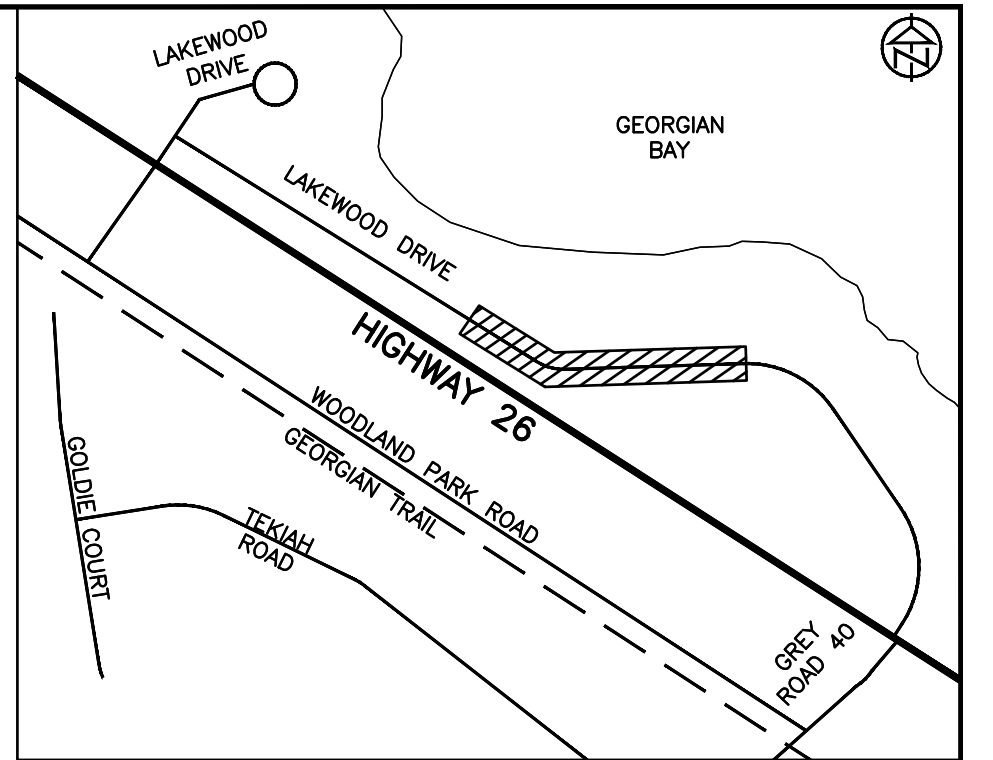 LAKEWOOD
DRIVE
N
GEORGIAN
BAY
LAKEWOOD DRIVE
HIGHWAY 26
WOODLAND PARK ROAD
GEORGIAN TRAIL
GOLDIE COURT
TEKIAH
ROAD
GREY
ROAD 40